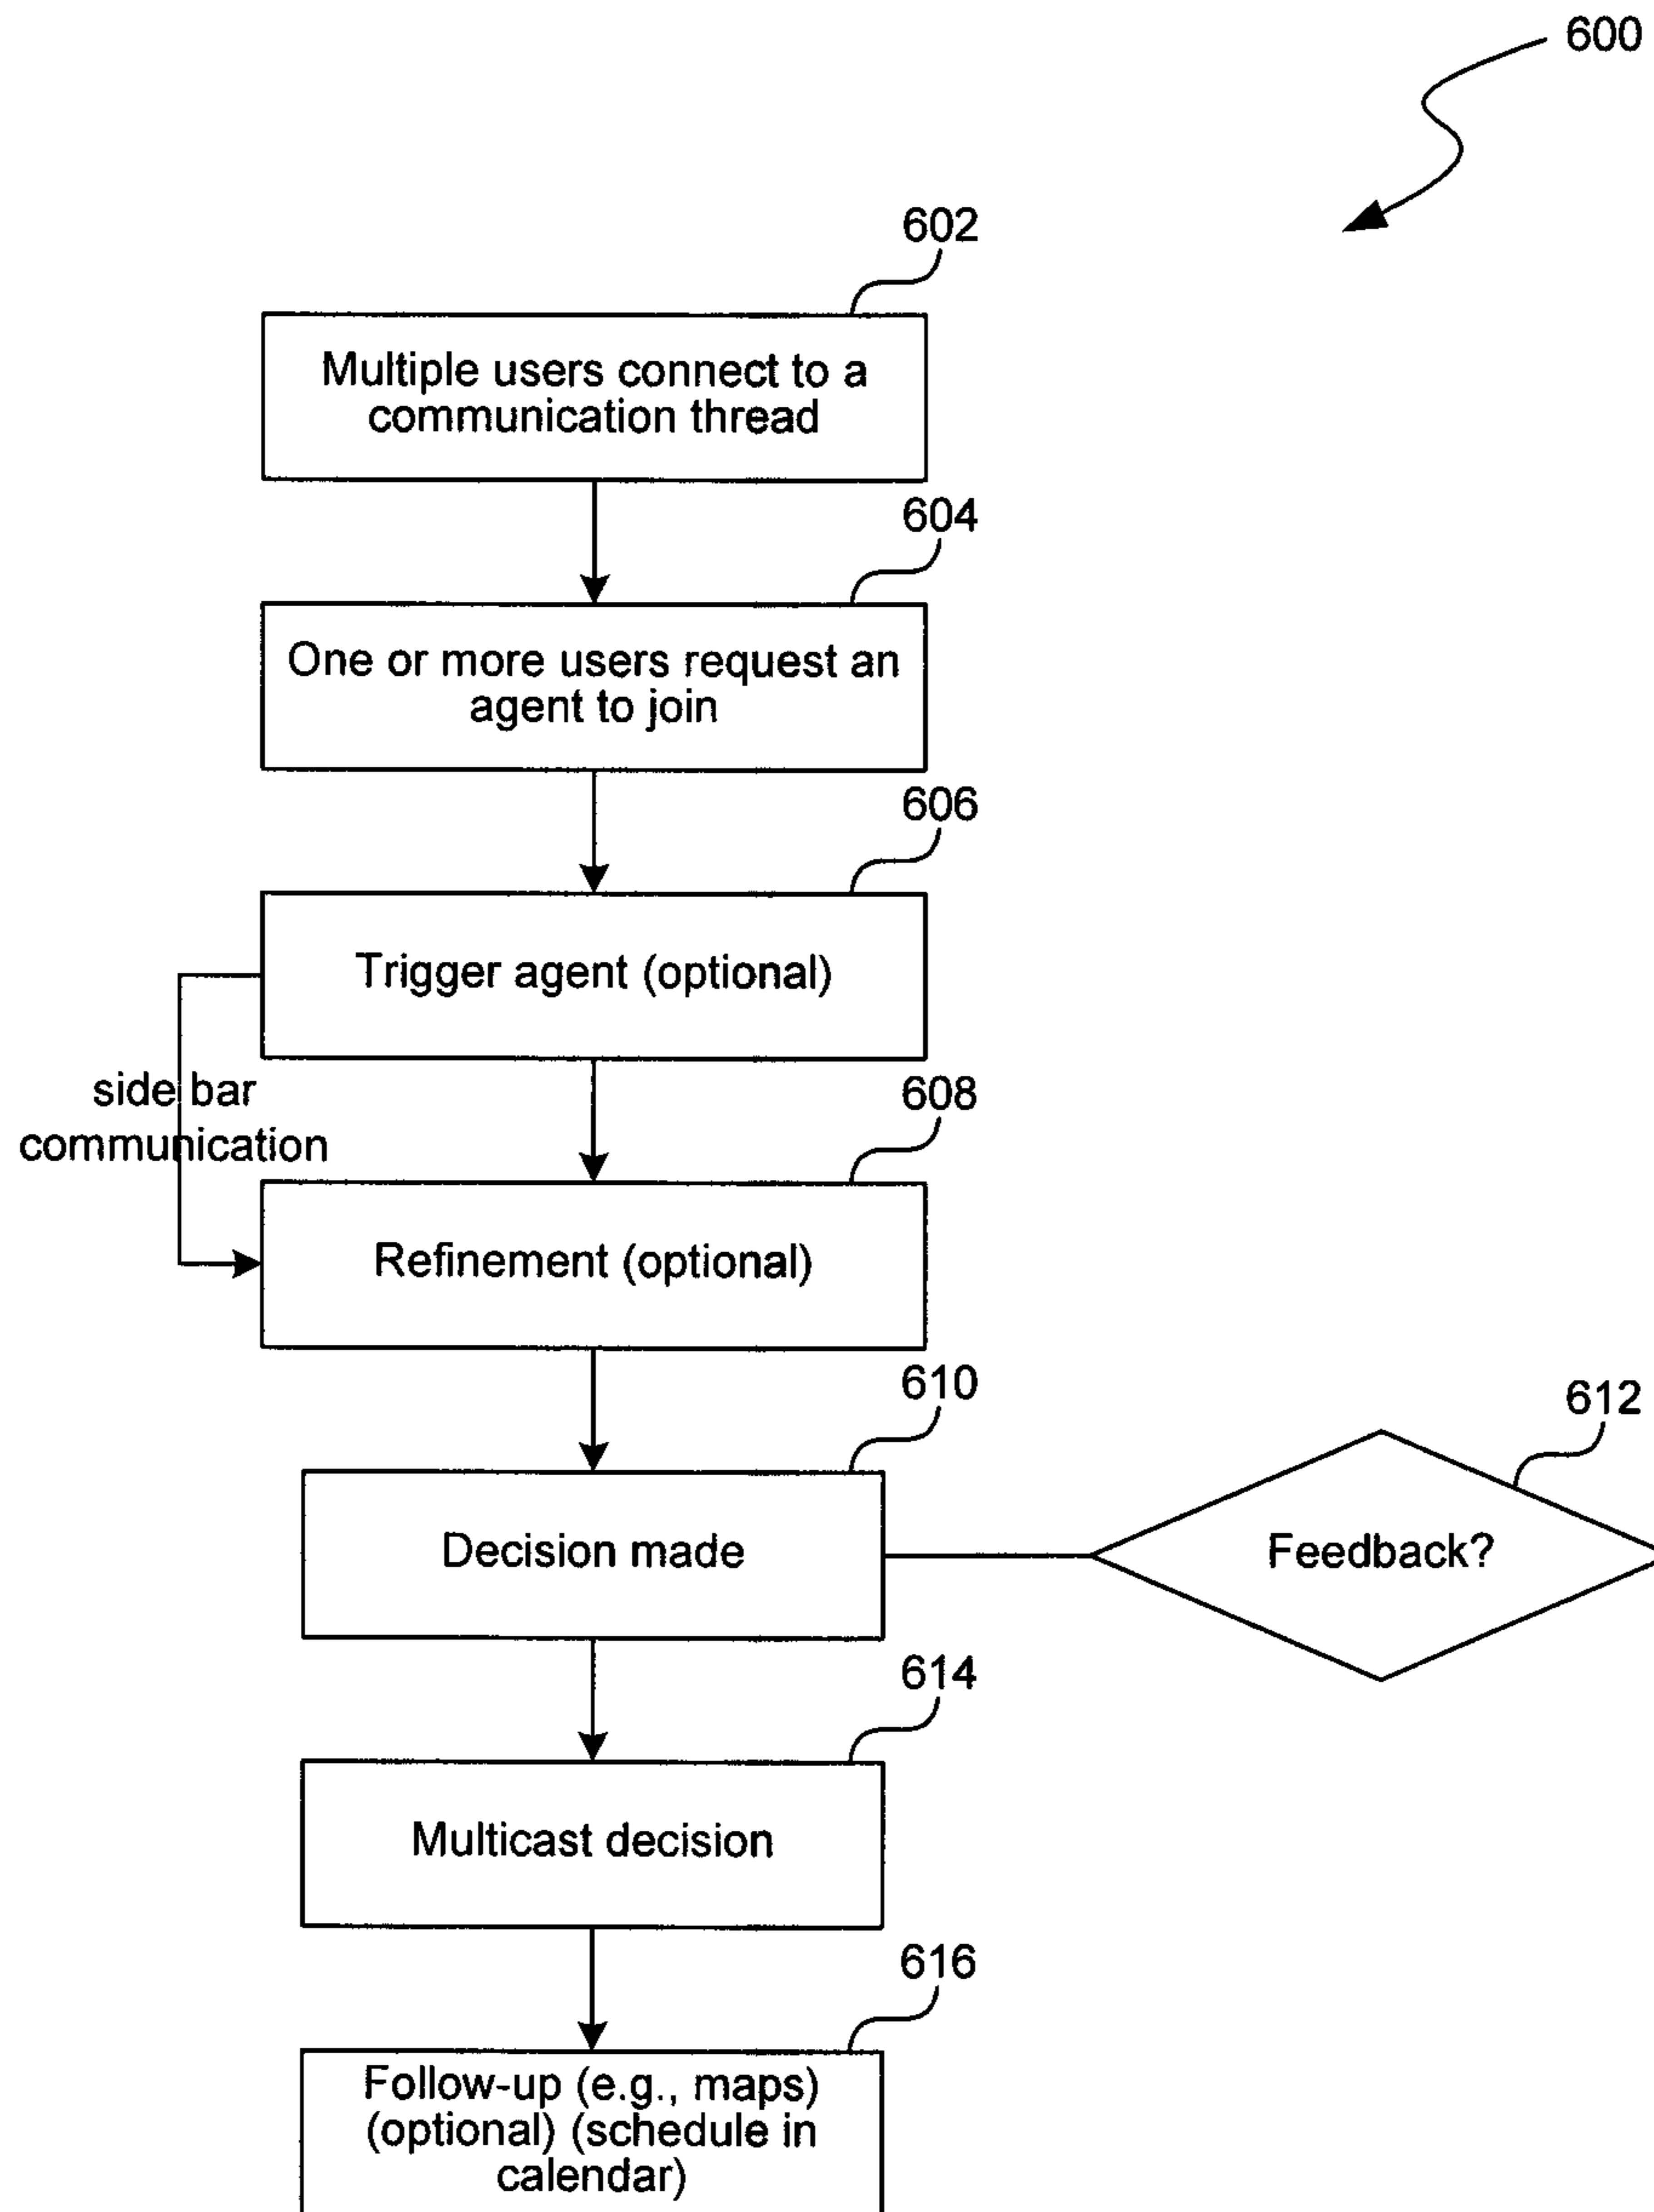 600
602
Multiple users connect to a
communication thread
604
One or more users request an
agent to join
606
Trigger agent (optional)
side bar
communication
608
Refinement (optional)
610
Decision made
612
Feedback?
614
Multicast decision
616
Follow-up (e.g., maps)
(optional) (schedule in
calendar)